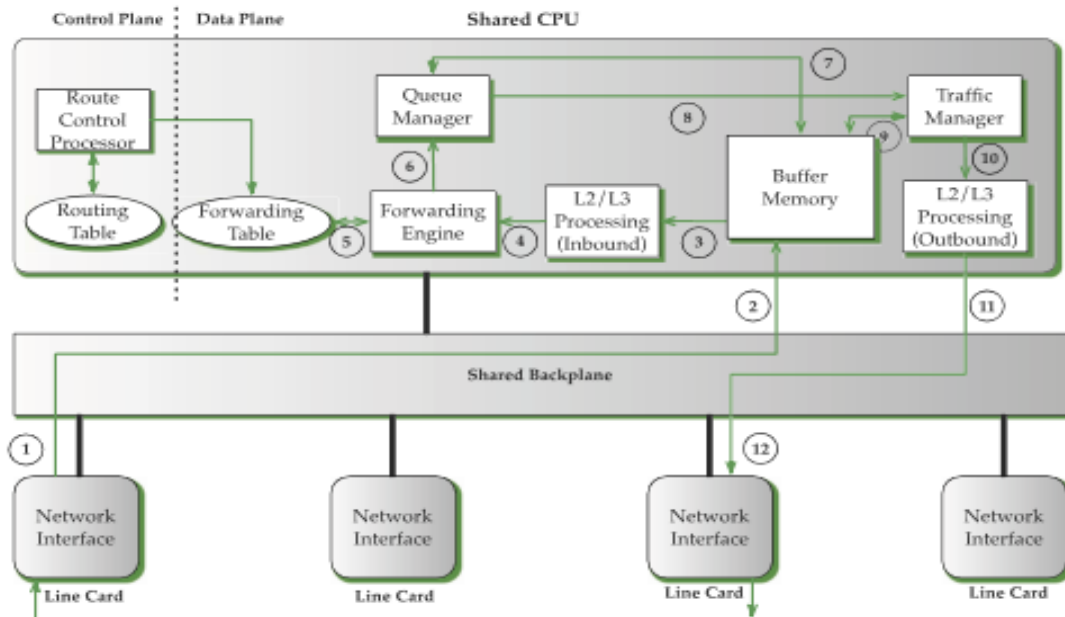 Control Plane
Data Plane
Shared CPU
7
Route
Control
Processor
Queue
Manager
8
Traffic
Manager
9
6
10
Buffer
Memory
Routing
Table
Forwarding
Table
5
Forwarding
Engine
4
L2/L3
Processing
(Inbound)
3
L2/L3
Processing
(Outbound)
2
11
Shared Backplane
1
12
Network
Interface
Network
Interface
Network
Interface
Network
Interface
Line Card
Line Card
Line Card
Line Card